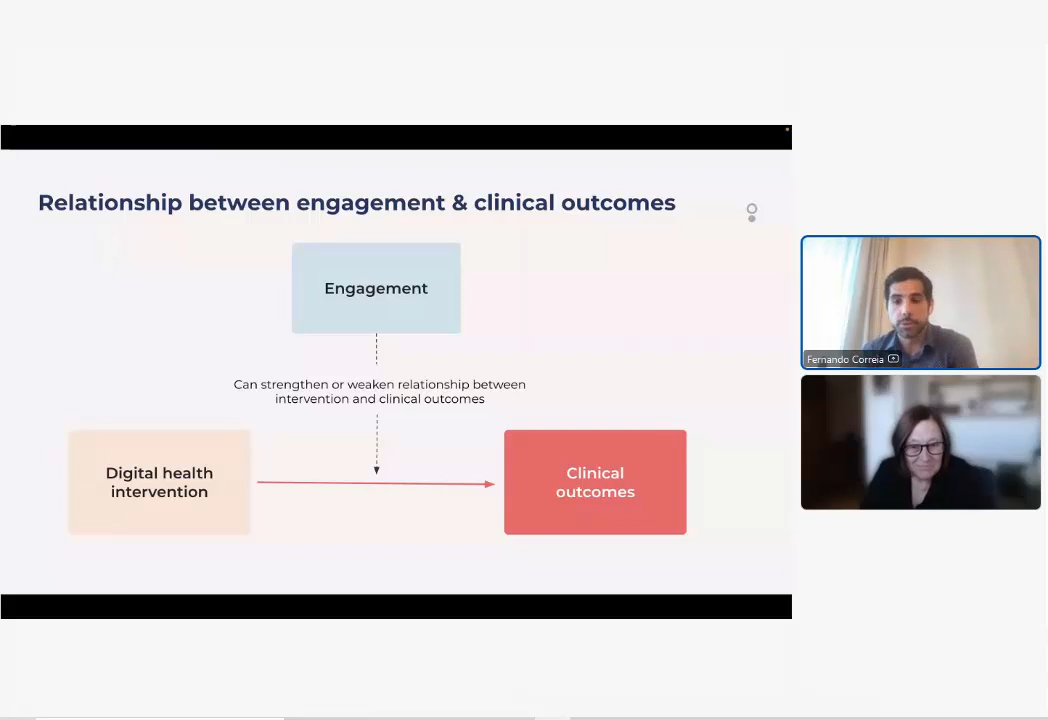 Relationship between engagement & clinical outcomes
Engagement
Can strengthen or weaken relationship between
intervention and clinical outcomes
Digital health
intervention
Clinical
outcomes
Fernando Correia